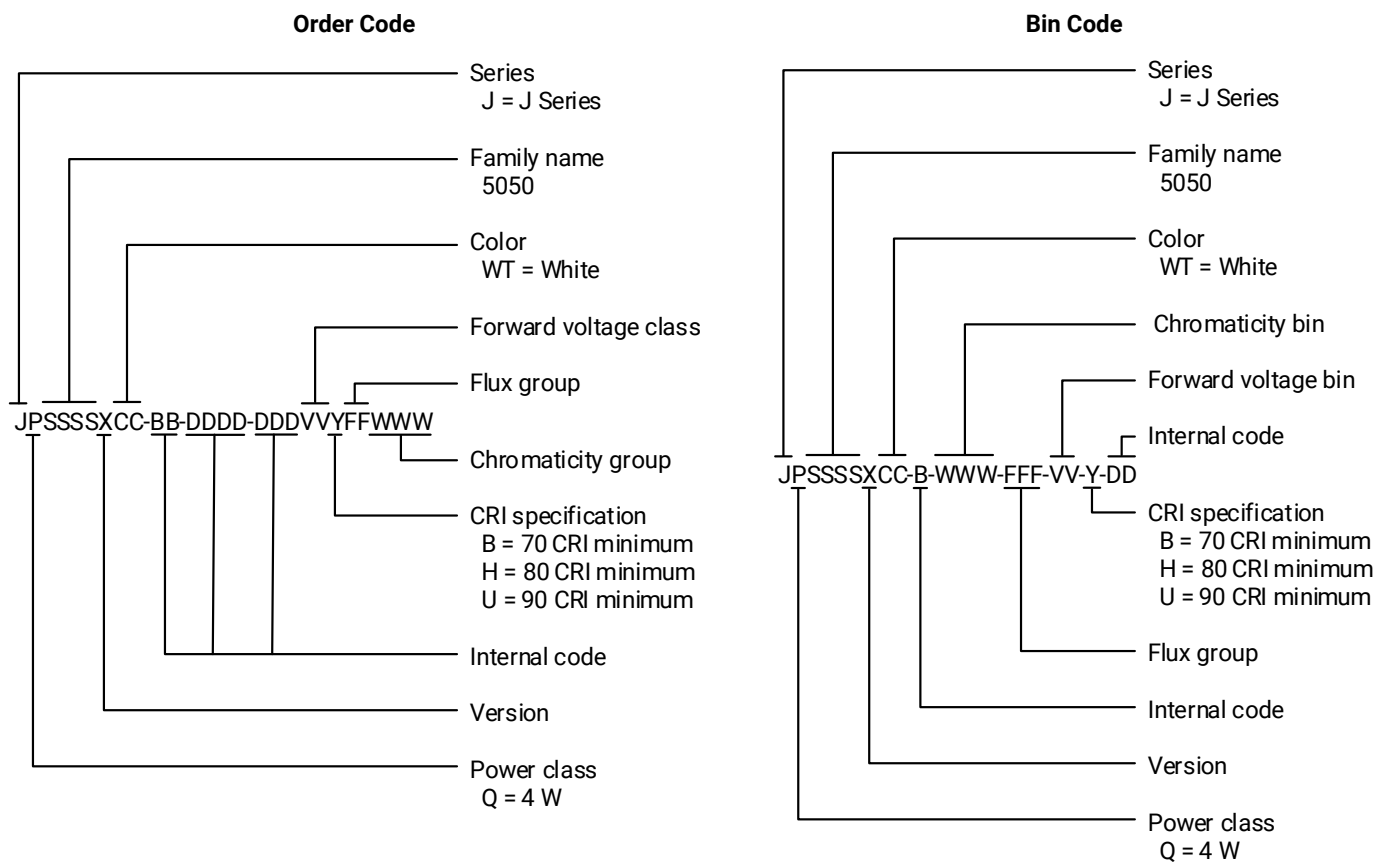 Order Code
Series
J = J Series
Family name
5050
Color
WT = White
Forward voltage class
Flux group
JPSSSSXCC-BB-DDDD-DDDVVYFFWWW
Chromaticity group
CRI specification
B = 70 CRI minimum
H = 80 CRI minimum
U = 90 CRI minimum
Internal code
Version
Power class
Q = 4 W
Bin Code
Series
J = J Series
Family name
5050
Color
WT = White
Chromaticity bin
Forward voltage bin
Internal code
JPSSSSXCC-B-WWW-FFF-VV-Y-DD
CRI specification
B = 70 CRI minimum
H = 80 CRI minimum
U = 90 CRI minimum
Flux group
Internal code
Version
Power class
Q = 4 W